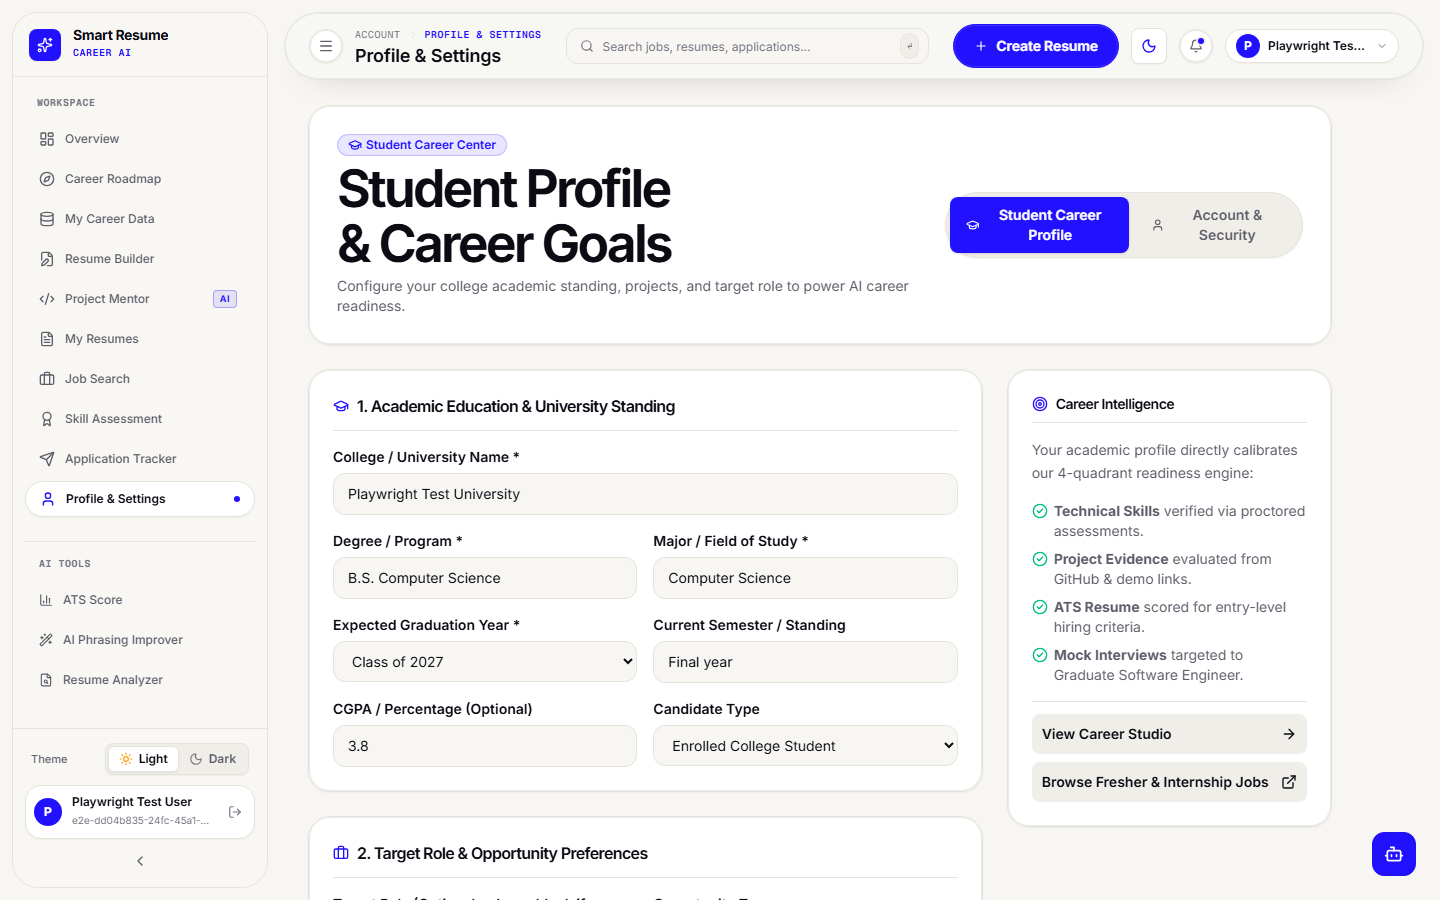 Smart Resume
CAREER AI
WORKSPACE
Overview
Career Roadmap
My Career Data
Resume Builder
Project Mentor
AI
My Resumes
Job Search
Skill Assessment
Application Tracker
Profile & Settings
AI TOOLS
ATS Score
AI Phrasing Improver
Resume Analyzer
Theme
Light
Dark
P
Playwright Test User
e2e-dd04b835-24fc-45a1-...
ACCOUNT
PROFILE & SETTINGS
Profile & Settings
Search jobs, resumes, applications...
↵
Create Resume
P
Playwright Tes...
Student Career Center
Student Profile
& Career Goals
Configure your college academic standing, projects, and target role to power AI career
readiness.
Student Career
Profile
Account &
Security
1. Academic Education & University Standing
College / University Name *
Playwright Test University
Degree / Program *
Major / Field of Study *
B.S. Computer Science
Computer Science
Expected Graduation Year *
Current Semester / Standing
Class of 2027
Final year
CGPA / Percentage (Optional)
Candidate Type
3.8
Enrolled College Student
2. Target Role & Opportunity Preferences
Career Intelligence
Your academic profile directly calibrates
our 4-quadrant readiness engine:
Technical Skills verified via proctored
assessments.
Project Evidence evaluated from
GitHub & demo links.
ATS Resume scored for entry-level
hiring criteria.
Mock Interviews targeted to
Graduate Software Engineer.
View Career Studio
Browse Fresher & Internship Jobs